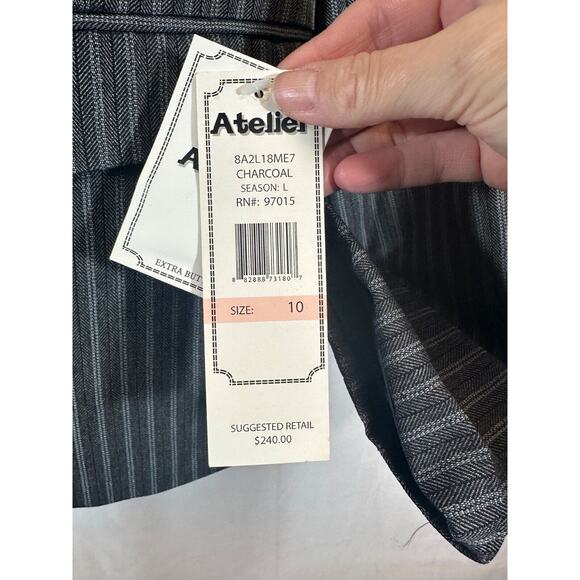 Atelier
8A2L18ME7
CHARCOAL
SEASON: L
RN#: 97015
8 82888 73180 7
SIZE: 10
SUGGESTED RETAIL
$240.00
A
EXTRA BUT